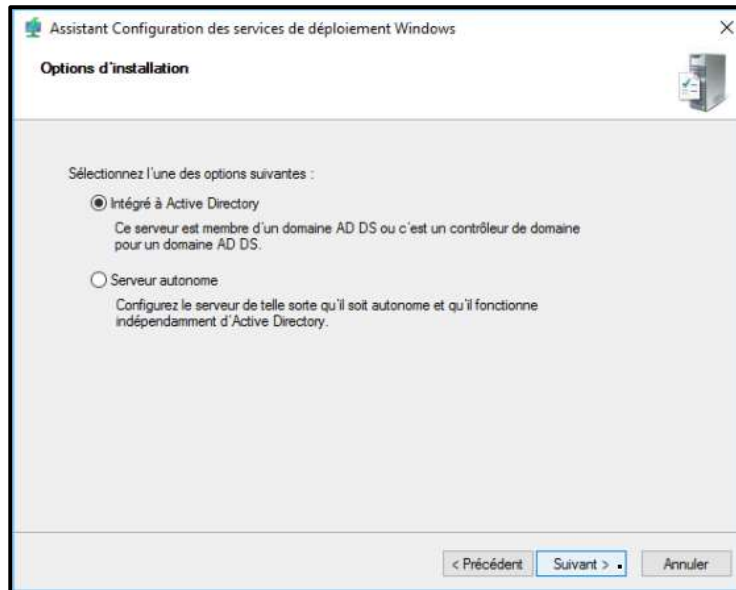 Assistant Configuration des services de déploiement Windows
Options d'installation
Sélectionnez l'une des options suivantes :
Intégré à Active Directory
Ce serveur est membre d'un domaine AD DS ou c'est un contrôleur de domaine
pour un domaine AD DS.
Serveur autonome
Configurez le serveur de telle sorte qu'il soit autonome et qu'il fonctionne
indépendamment d'Active Directory.
< Précédent Suivant > Annuler